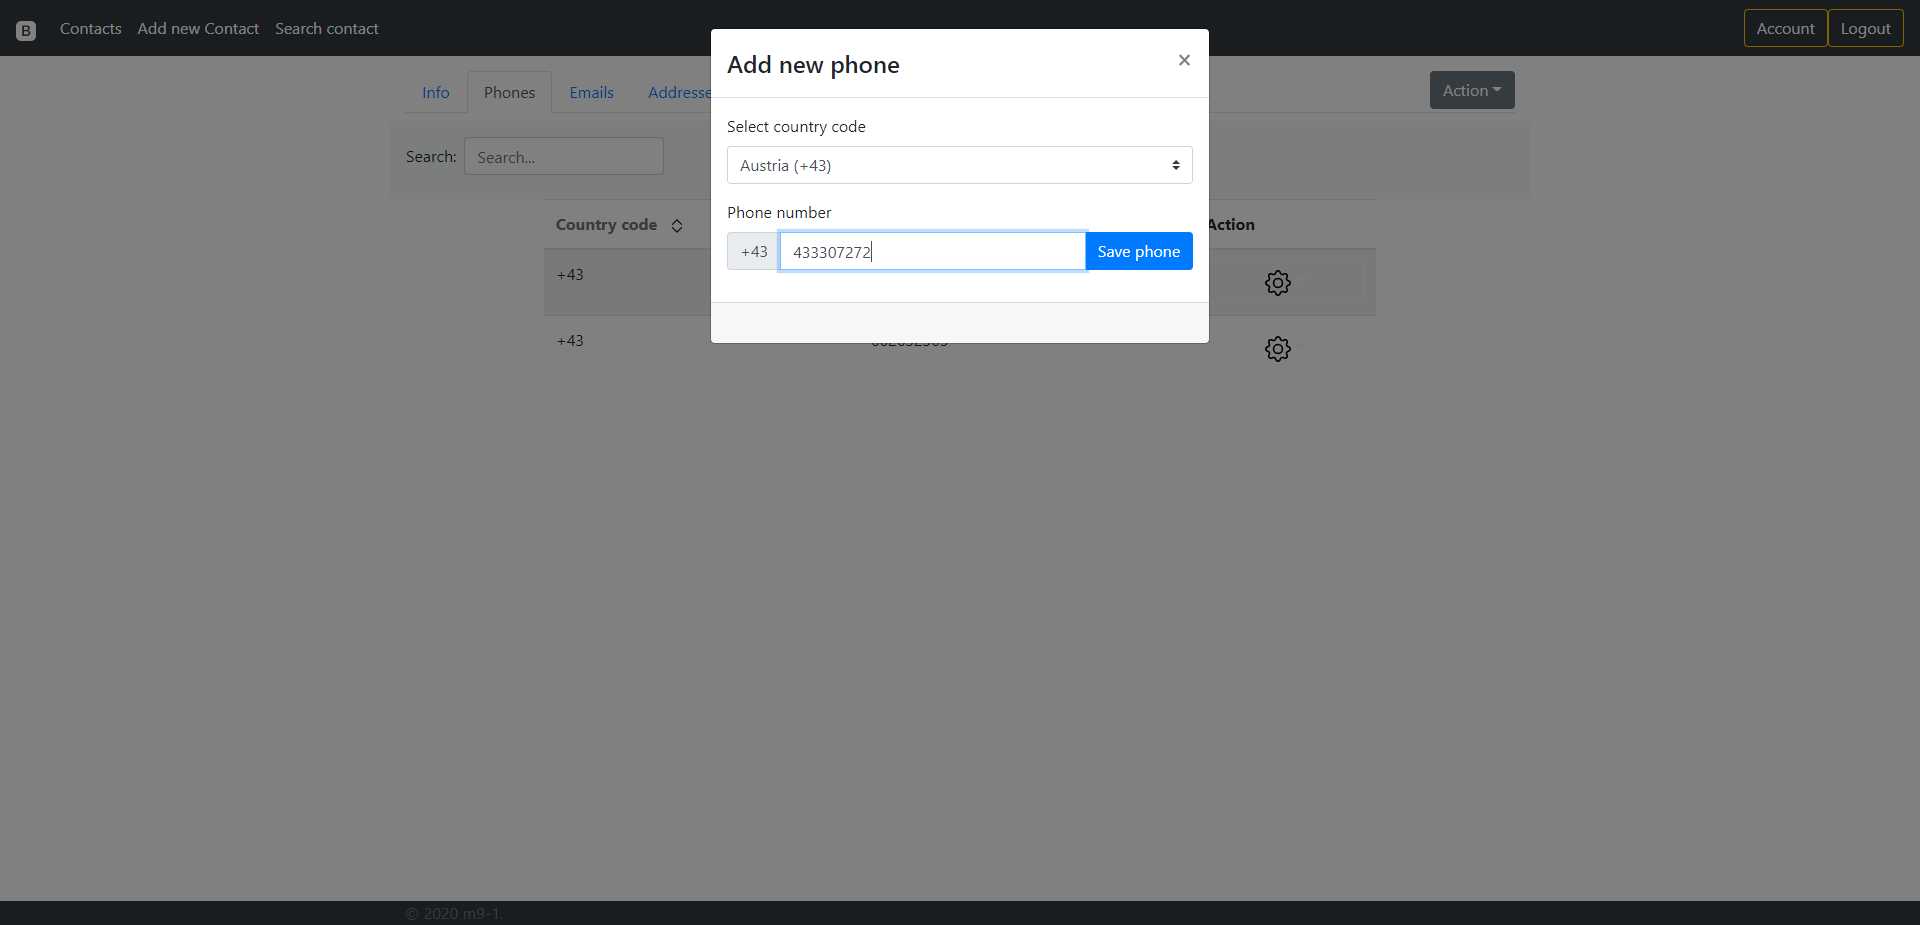 B Contacts Add new Contact Search contact Account Logout
Add new phone ×
Info Phones Emails Action
Select country code
Search: Search... Austria (+43)
Phone number
Country code Action
+43 433307272 Save phone
+43
+43
© 2020 m9-1.